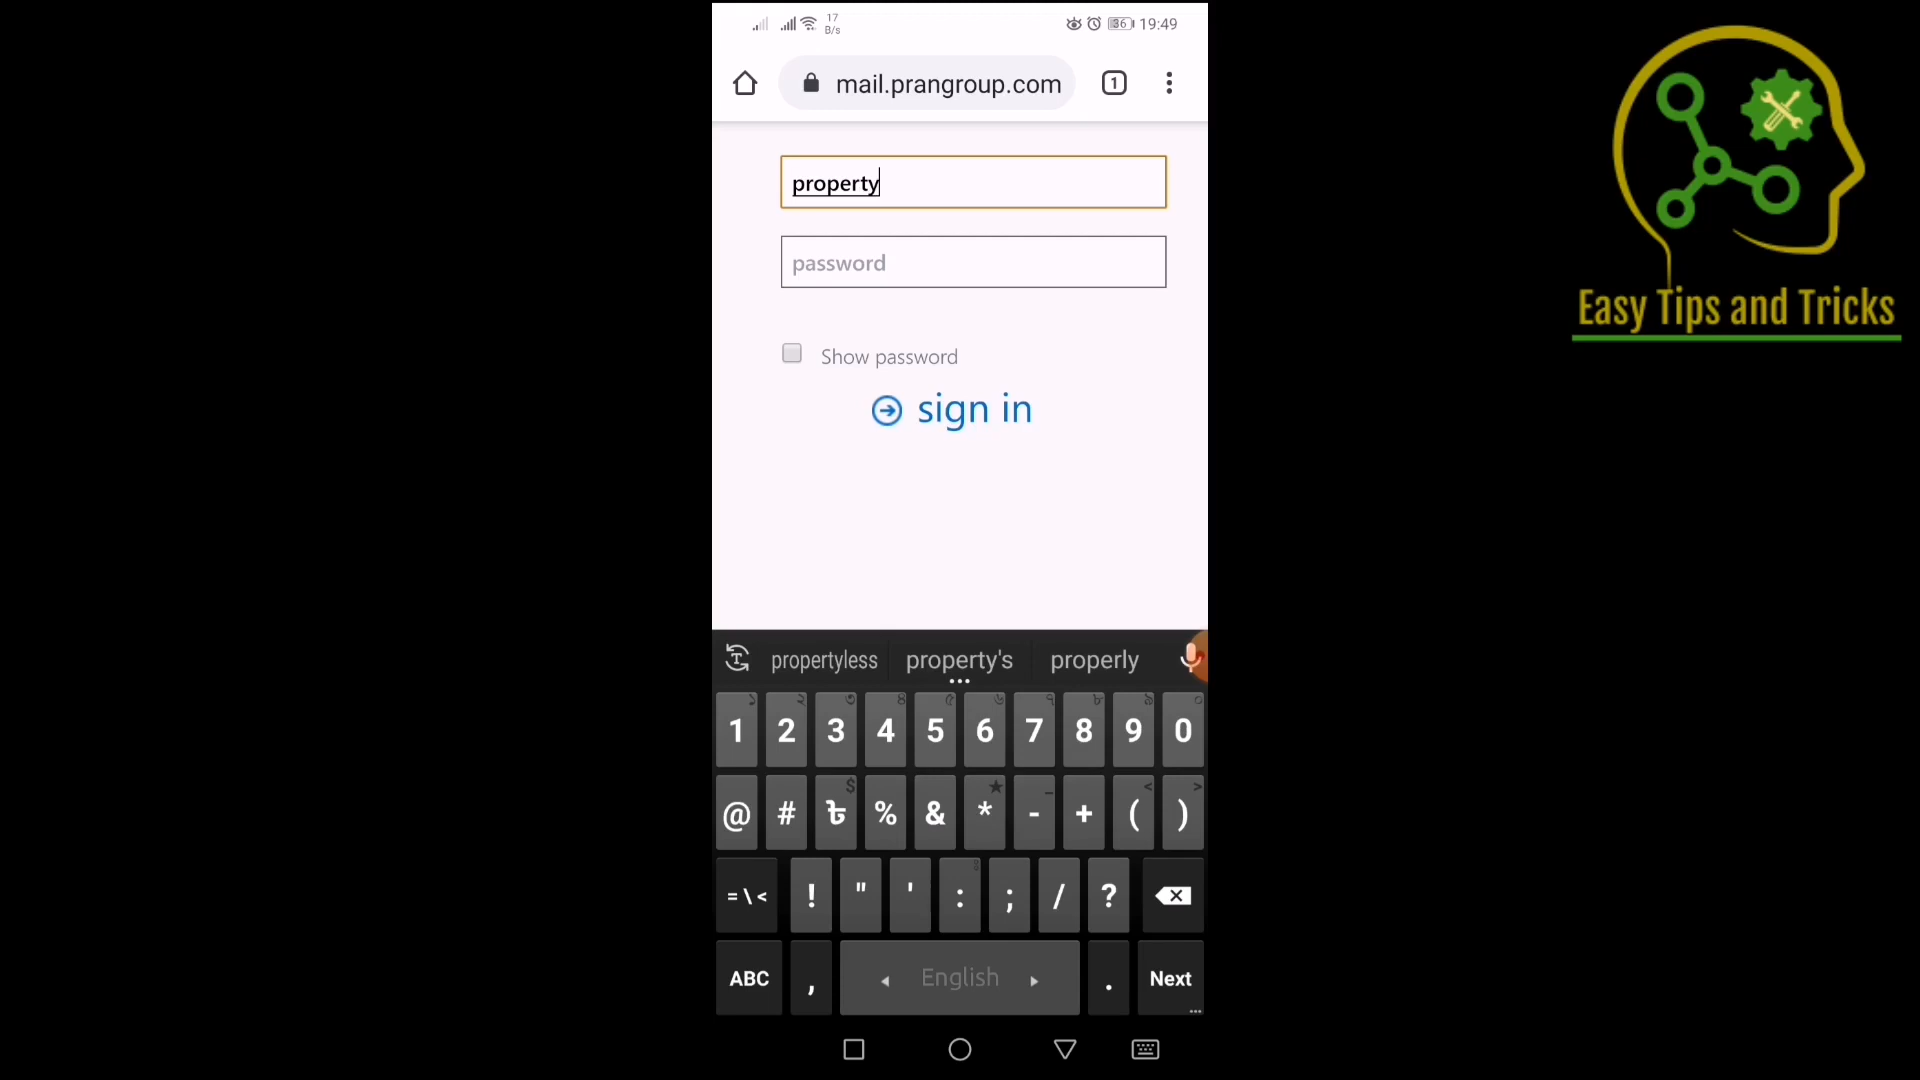 17
B/s
36
19:49
mail.prangroup.com
1
property
password
Show password
sign in
propertyless property's properly
1 2 3 4 5 6 7 8 9 0
@ # ৳ % & * - + ( )
= \ < ! " ' : ; / ?
ABC , English . Next
Easy Tips and Tricks